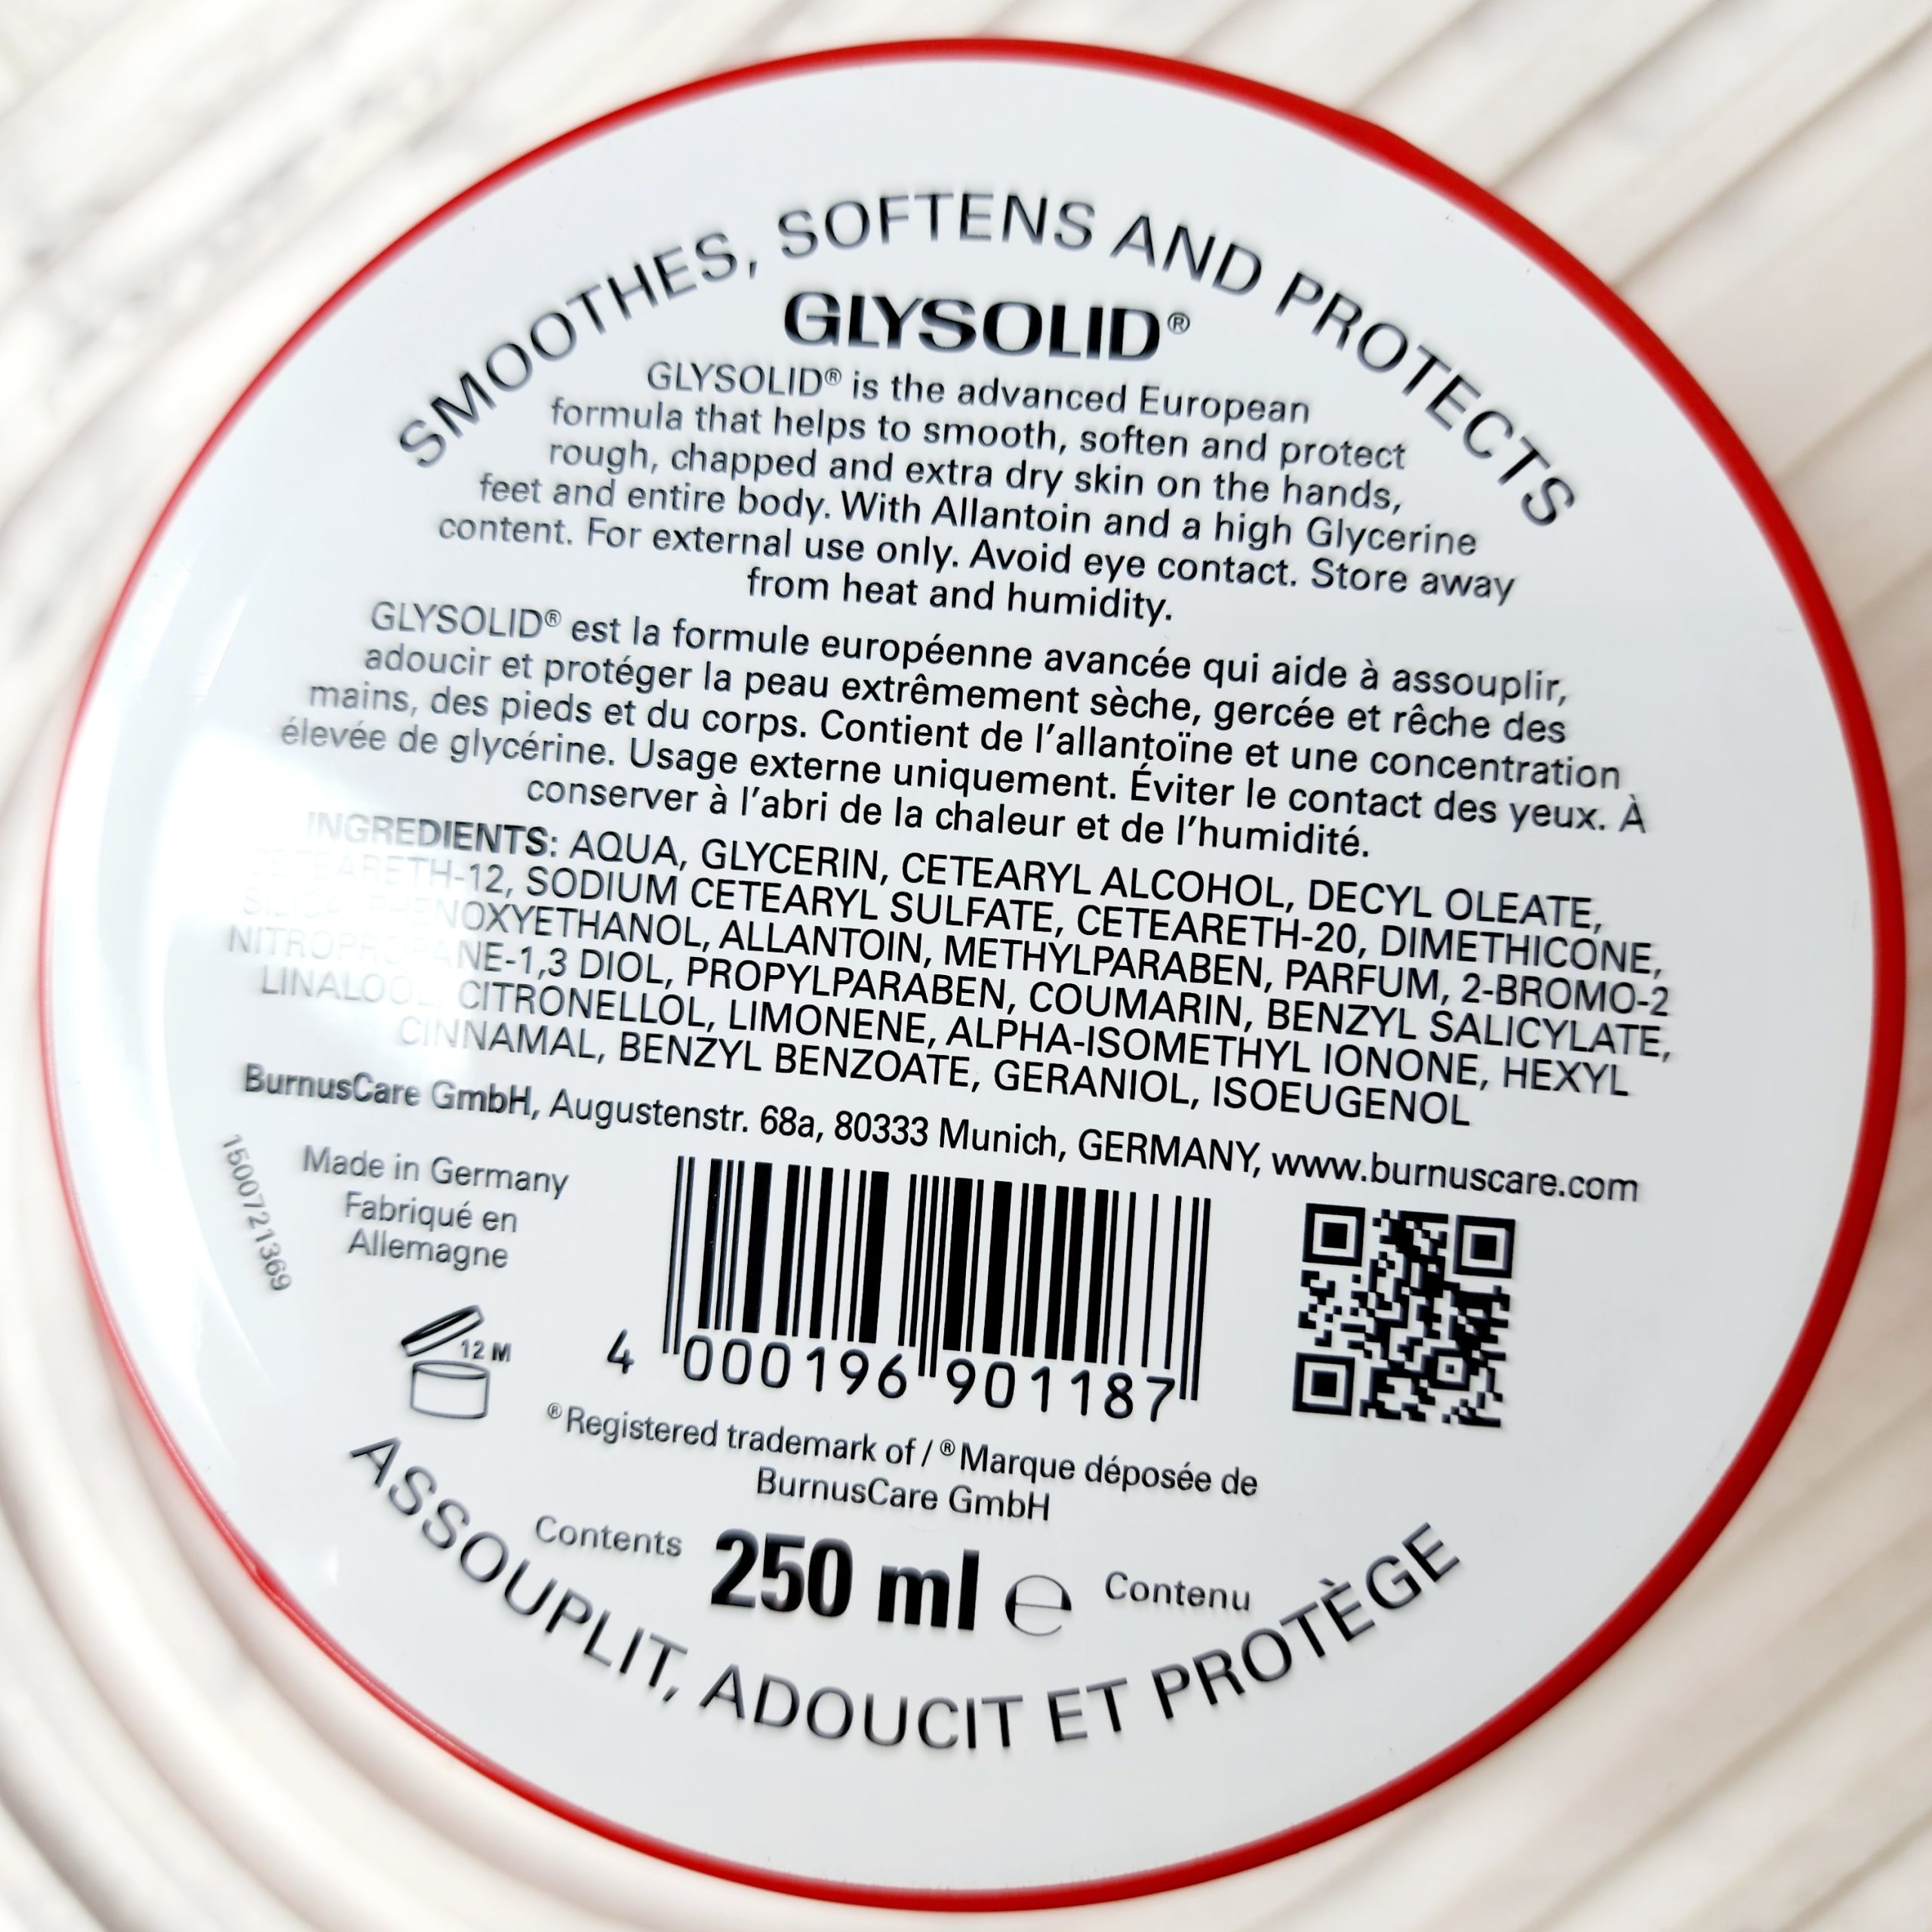 SMOOTHES, SOFTENS AND PROTECTS
GLYSOLID®
GLYSOLID® is the advanced European
formula that helps to smooth, soften and protect
rough, chapped and extra dry skin on the hands,
feet and entire body. With Allantoin and a high Glycerine
content. For external use only. Avoid eye contact. Store away
from heat and humidity.
GLYSOLID® est la formule européenne avancée qui aide à assouplir,
adoucir et protéger la peau extrêmement sèche, gercée et rêche des
mains, des pieds et du corps. Contient de l'allantoïne et une concentration
élevée de glycérine. Usage externe uniquement. Éviter le contact des yeux. À
conserver à l'abri de la chaleur et de l'humidité.
INGREDIENTS: AQUA, GLYCERIN, CETEARYL ALCOHOL, DECYL OLEATE,
CETEARETH-12, SODIUM CETEARYL SULFATE, CETEARETH-20, DIMETHICONE,
SILICA, PHENOXYETHANOL, ALLANTOIN, METHYLPARABEN, PARFUM, 2-BROMO-2
NITROPROPANE-1,3 DIOL, PROPYLPARABEN, COUMARIN, BENZYL SALICYLATE,
LINALOOL, CITRONELLOL, LIMONENE, ALPHA-ISOMETHYL IONONE, HEXYL
CINNAMAL, BENZYL BENZOATE, GERANIOL, ISOEUGENOL
BurnusCare GmbH, Augustenstr. 68a, 80333 Munich, GERMANY, www.burnuscare.com
1500721369
Made in Germany
Fabriqué en
Allemagne
12 M
4 000196 901187
® Registered trademark of / ® Marque déposée de
BurnusCare GmbH
Contents 250 ml ℮ Contenu
ASSOUPLIT, ADOUCIT ET PROTÈGE